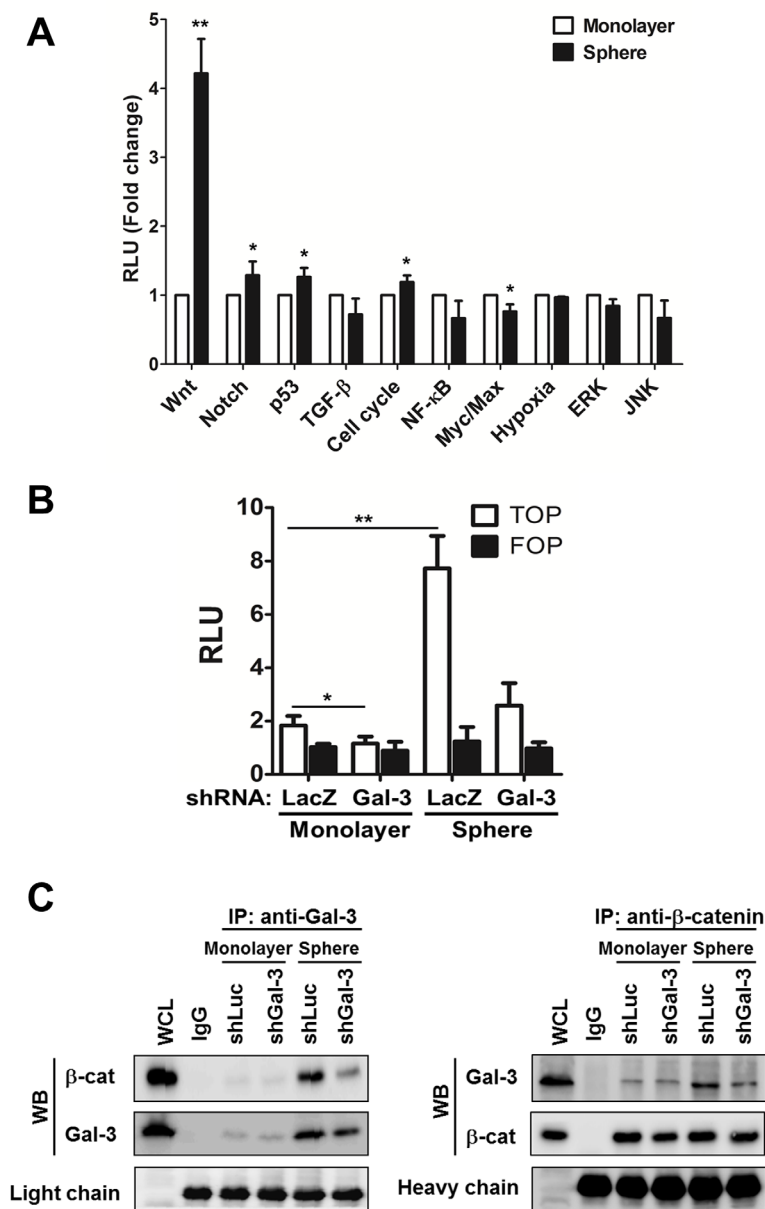 A
RLU (Fold change)
5
4
3
2
1
0
Monolayer
Sphere
**
*
*
*
*
Wnt
Notch
p53
TGF-β
Cell cycle
NF-κB
Myc/Max
Hypoxia
ERK
JNK
B
RLU
10
8
6
4
2
0
TOP
FOP
**
*
shRNA: LacZ Gal-3 LacZ Gal-3
Monolayer Sphere
C
IP: anti-Gal-3
Monolayer Sphere
WCL IgG shLuc shGal-3 shLuc shGal-3
WB
β-cat
Gal-3
Light chain
IP: anti-β-catenin
Monolayer Sphere
WCL IgG shLuc shGal-3 shLuc shGal-3
WB
Gal-3
β-cat
Heavy chain